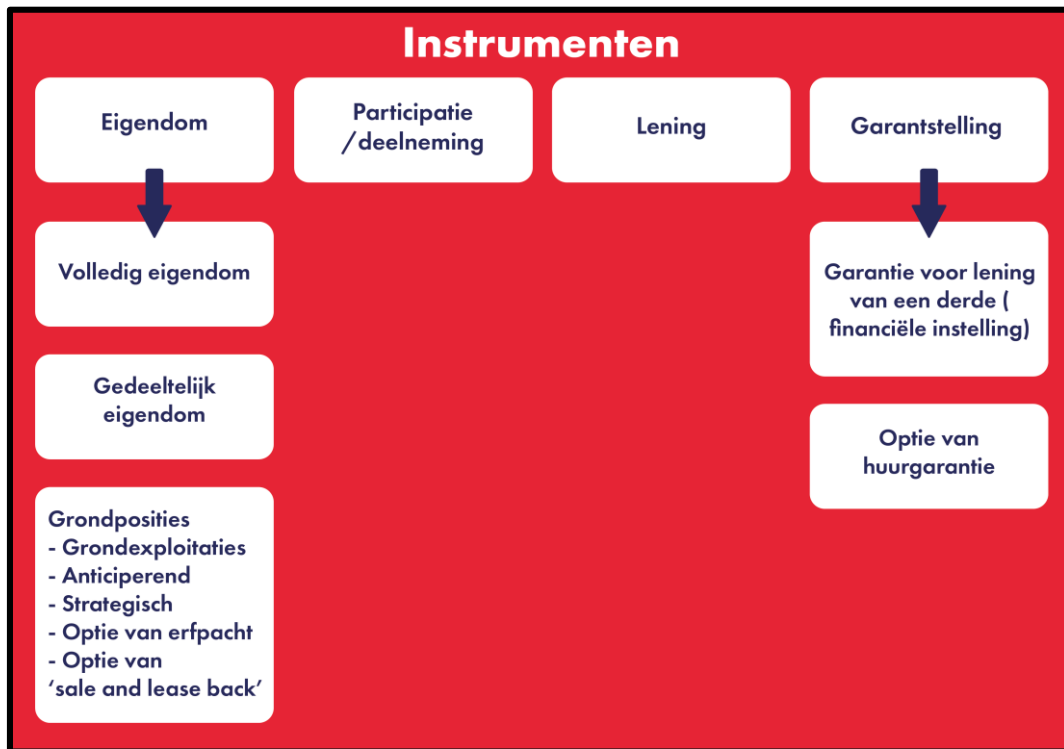 Instrumenten
Eigendom
Participatie
/deelneming
Lening
Garantstelling
Volledig eigendom
Gedeeltelijk
eigendom
Grondposities
- Grondexploitaties
- Anticiperend
- Strategisch
- Optie van erfpacht
- Optie van
‘sale and lease back’
Garantie voor lening
van een derde (
financiële instelling)
Optie van
huurgarantie